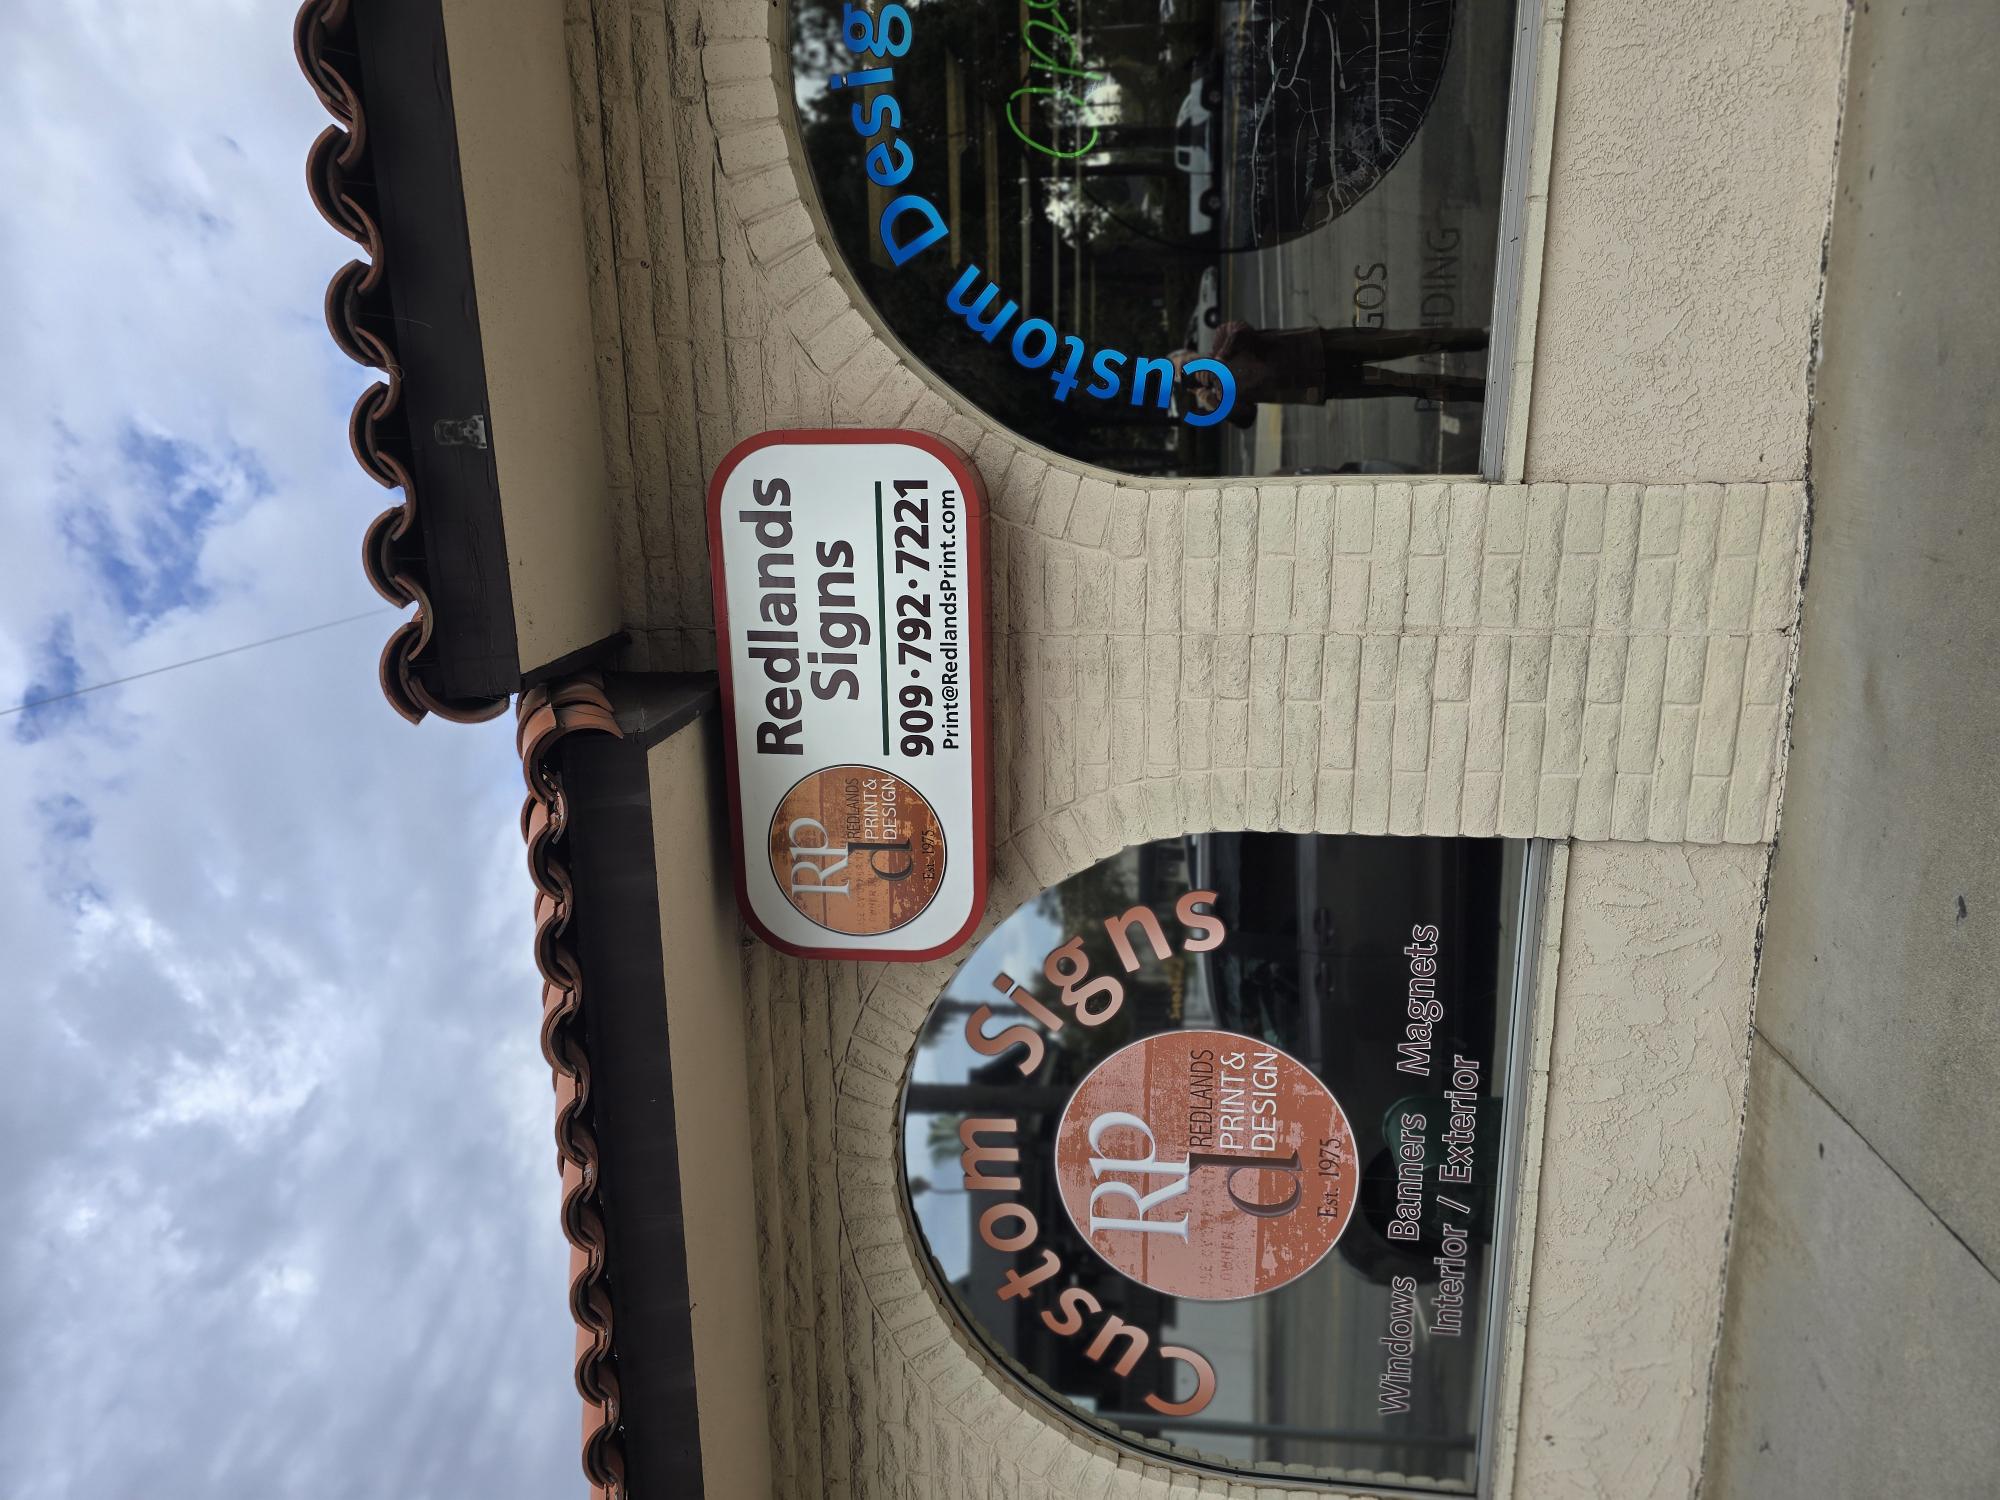 Redlands
Signs
909·792·7221
Print@RedlandsPrint.com
Rp
d
REDLANDS
PRINT &
DESIGN
Est. 1975
Custom Signs
Rp
d
REDLANDS
PRINT &
DESIGN
Est. 1975
Windows Banners Magnets
Interior / Exterior
Custom Desig
Open